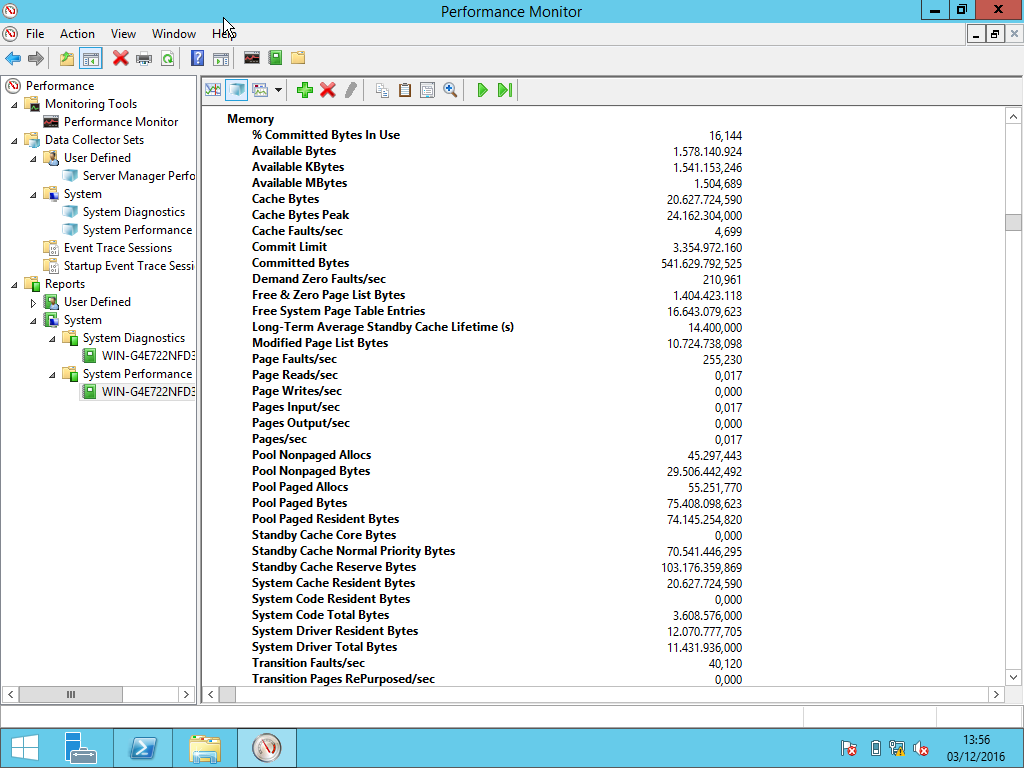 Performance Monitor
File Action View Window Help
Performance
Monitoring Tools
Performance Monitor
Data Collector Sets
User Defined
Server Manager Perfo
System
System Diagnostics
System Performance
Event Trace Sessions
Startup Event Trace Sessi
Reports
User Defined
System
System Diagnostics
WIN-G4E722NFD3
System Performance
WIN-G4E722NFD3
Memory
% Committed Bytes In Use 16,144
Available Bytes 1.578.140.924
Available KBytes 1.541.153,246
Available MBytes 1.504,689
Cache Bytes 20.627.724,590
Cache Bytes Peak 24.162.304,000
Cache Faults/sec 4,699
Commit Limit 3.354.972.160
Committed Bytes 541.629.792,525
Demand Zero Faults/sec 210,961
Free & Zero Page List Bytes 1.404.423.118
Free System Page Table Entries 16.643.079,623
Long-Term Average Standby Cache Lifetime (s) 14.400,000
Modified Page List Bytes 10.724.738,098
Page Faults/sec 255,230
Page Reads/sec 0,017
Page Writes/sec 0,000
Pages Input/sec 0,017
Pages Output/sec 0,000
Pages/sec 0,017
Pool Nonpaged Allocs 45.297,443
Pool Nonpaged Bytes 29.506.442,492
Pool Paged Allocs 55.251,770
Pool Paged Bytes 75.408.098,623
Pool Paged Resident Bytes 74.145.254,820
Standby Cache Core Bytes 0,000
Standby Cache Normal Priority Bytes 70.541.446,295
Standby Cache Reserve Bytes 103.176.359,869
System Cache Resident Bytes 20.627.724,590
System Code Resident Bytes 0,000
System Code Total Bytes 3.608.576,000
System Driver Resident Bytes 12.070.777,705
System Driver Total Bytes 11.431.936,000
Transition Faults/sec 40,120
Transition Pages RePurposed/sec 0,000
13:56
03/12/2016